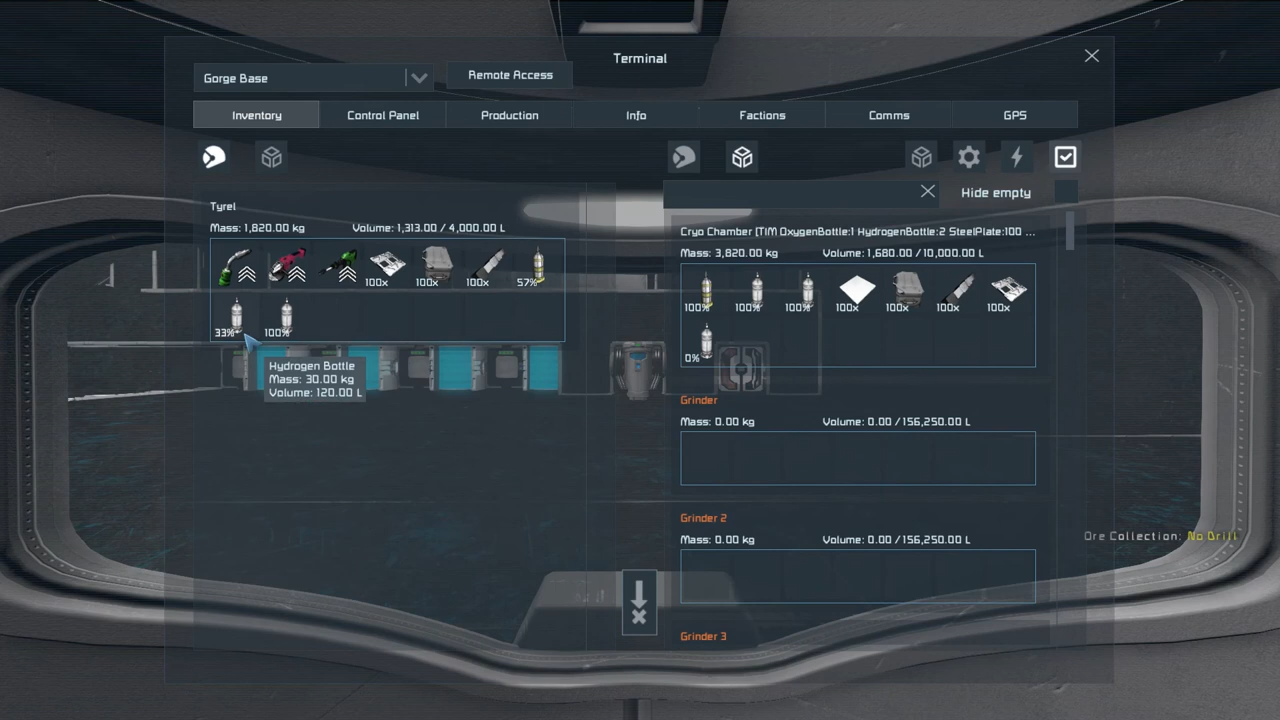 Terminal
Gorge Base
Remote Access
Inventory
Control Panel
Production
Info
Factions
Comms
GPS
Hide empty
Tyrel
Mass: 1,820.00 kg
Volume: 1,313.00 / 4,000.00 L
100x
100x
100x
57%
33%
100%
Hydrogen Bottle
Mass: 30.00 kg
Volume: 120.00 L
Cryo Chamber [TIM OxygenBottle:1 HydrogenBottle:2 SteelPlate:100 ...
Mass: 3,820.00 kg
Volume: 1,680.00 / 10,000.00 L
100%
100%
100%
100x
100x
100x
100x
0%
Grinder
Mass: 0.00 kg
Volume: 0.00 / 156,250.00 L
Grinder 2
Mass: 0.00 kg
Volume: 0.00 / 156,250.00 L
Grinder 3
Ore Collection: No Drill